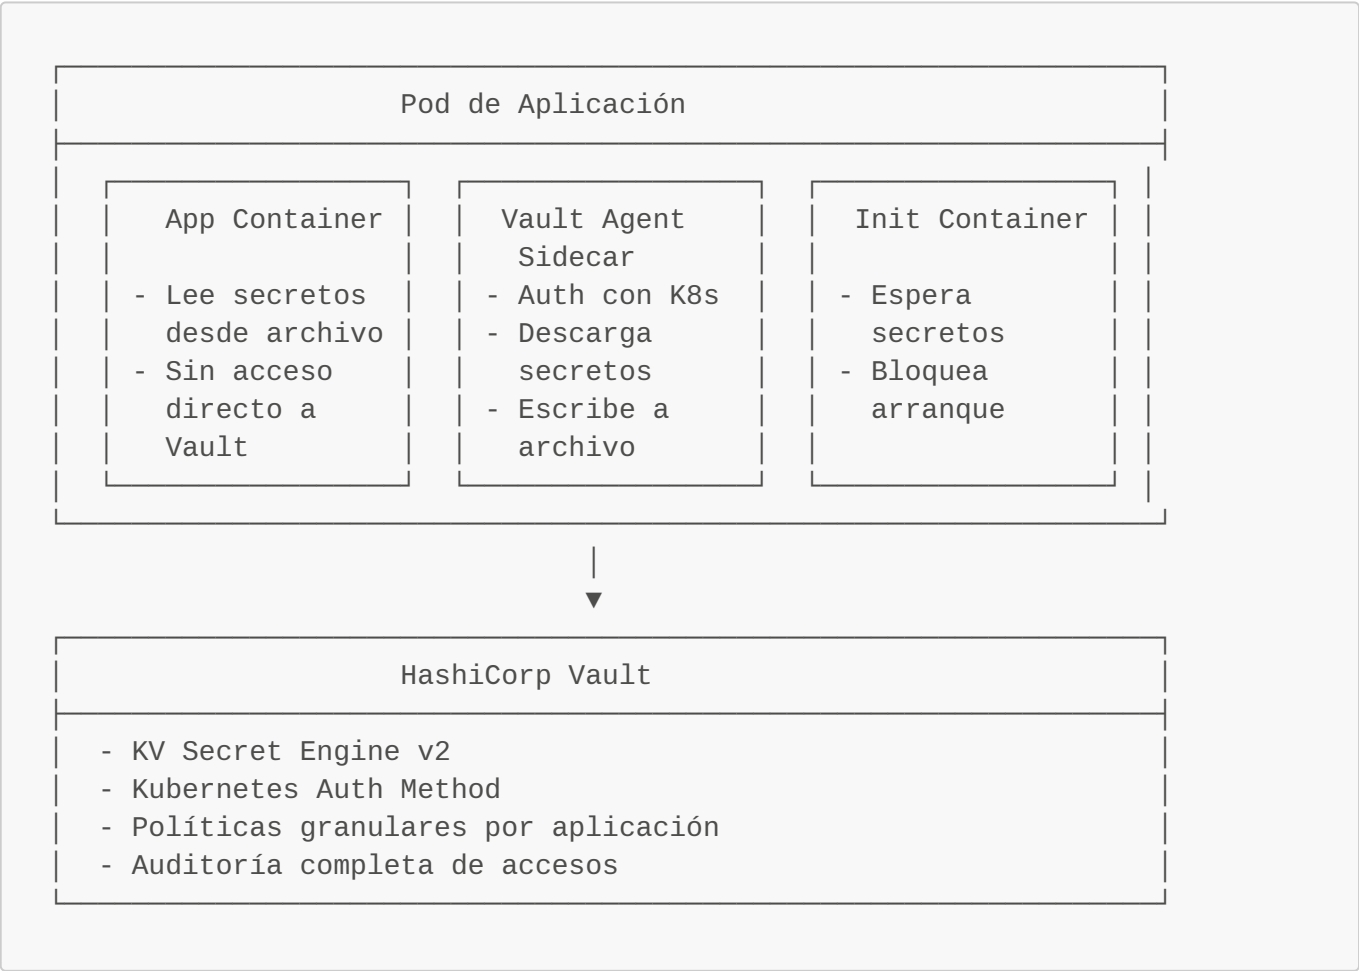 Pod de Aplicación
App Container Vault Agent Init Container
Sidecar
- Lee secretos - Auth con K8s - Espera
desde archivo - Descarga secretos
- Sin acceso secretos - Bloquea
directo a - Escribe a arranque
Vault archivo
HashiCorp Vault
- KV Secret Engine v2
- Kubernetes Auth Method
- Políticas granulares por aplicación
- Auditoría completa de accesos